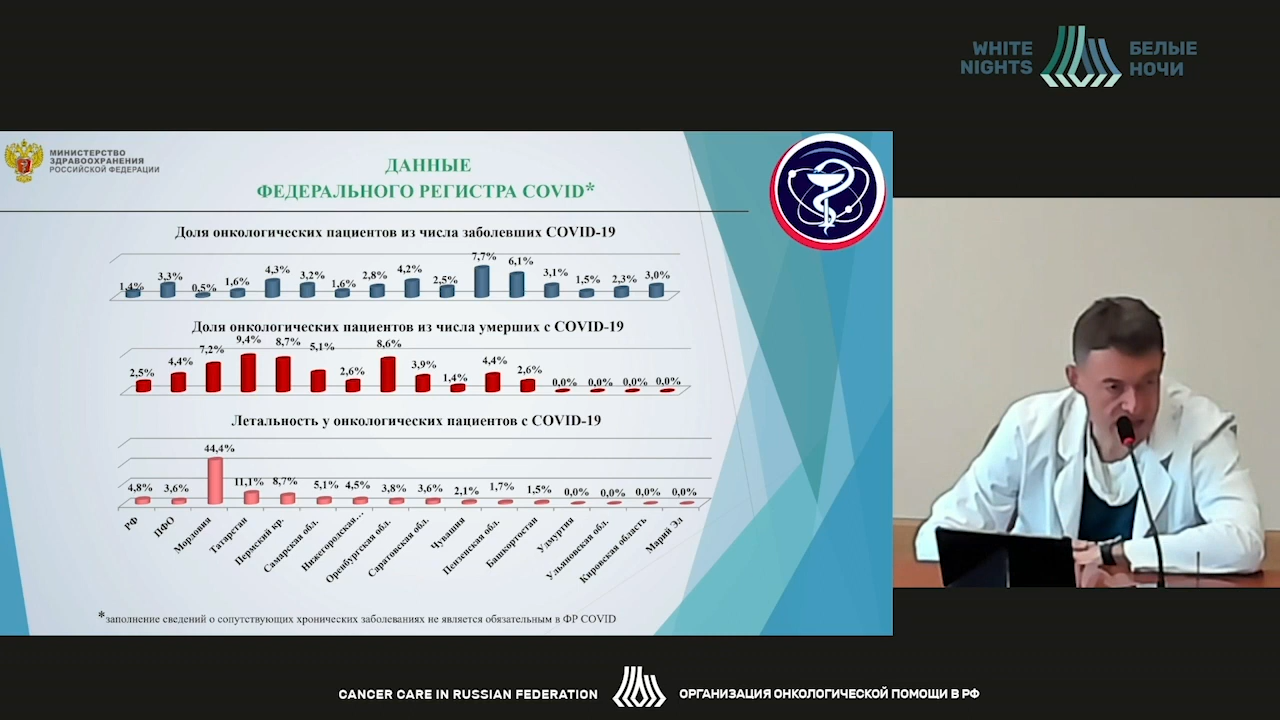 WHITE
NIGHTS
БЕЛЫЕ
НОЧИ
МИНИСТЕРСТВО
ЗДРАВООХРАНЕНИЯ
РОССИЙСКОЙ ФЕДЕРАЦИИ
ДАННЫЕ
ФЕДЕРАЛЬНОГО РЕГИСТРА COVID*
Доля онкологических пациентов из числа заболевших COVID-19
1,4% 3,3% 0,5% 1,6% 4,3% 3,2% 1,6% 2,8% 4,2% 2,5% 7,7% 6,1% 3,1% 1,5% 2,3% 3,0%
Доля онкологических пациентов из числа умерших с COVID-19
2,5% 4,4% 7,2% 9,4% 8,7% 5,1% 2,6% 8,6% 3,9% 1,4% 4,4% 2,6% 0,0% 0,0% 0,0% 0,0%
Летальность у онкологических пациентов с COVID-19
4,8% 3,6% 44,4% 11,1% 8,7% 5,1% 4,5% 3,8% 3,6% 2,1% 1,7% 1,5% 0,0% 0,0% 0,0% 0,0%
РФ
ПФО
Мордовия
Татарстан
Пермский кр.
Самарская обл.
Нижегородская...
Оренбургская обл.
Саратовская обл.
Чувашия
Пензенская обл.
Башкортостан
Удмуртия
Ульяновская обл.
Кировская область
Марий Эл
*заполнение сведений о сопутствующих хронических заболеваниях не является обязательным в ФР COVID
CANCER CARE IN RUSSIAN FEDERATION
ОРГАНИЗАЦИЯ ОНКОЛОГИЧЕСКОЙ ПОМОЩИ В РФ